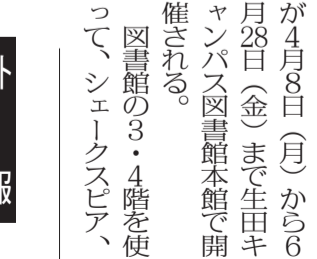 が4月8日（月）から6
月28日（金）まで生田キ
ャンパス図書館本館で開
催される。
図書館の3・4階を使
って、シェークスピア、
ト
報